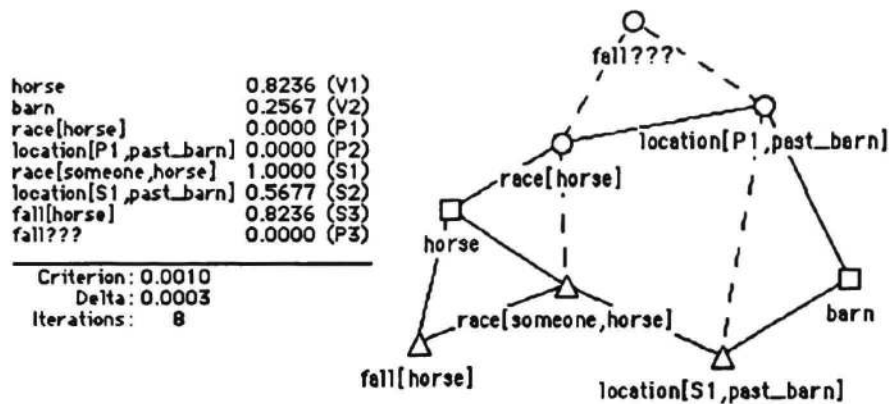 horse 0.8236 (V1)
barn 0.2567 (V2)
race[horse] 0.0000 (P1)
location[P1,past_barn] 0.0000 (P2)
race[someone,horse] 1.0000 (S1)
location[S1,past_barn] 0.5677 (S2)
fall[horse] 0.8236 (S3)
fall??? 0.0000 (P3)
Criterion: 0.0010
Delta: 0.0003
Iterations: 8
fall???
location[P1,past_barn]
race[horse]
horse
barn
race[someone,horse]
fall[horse]
location[S1,past_barn]